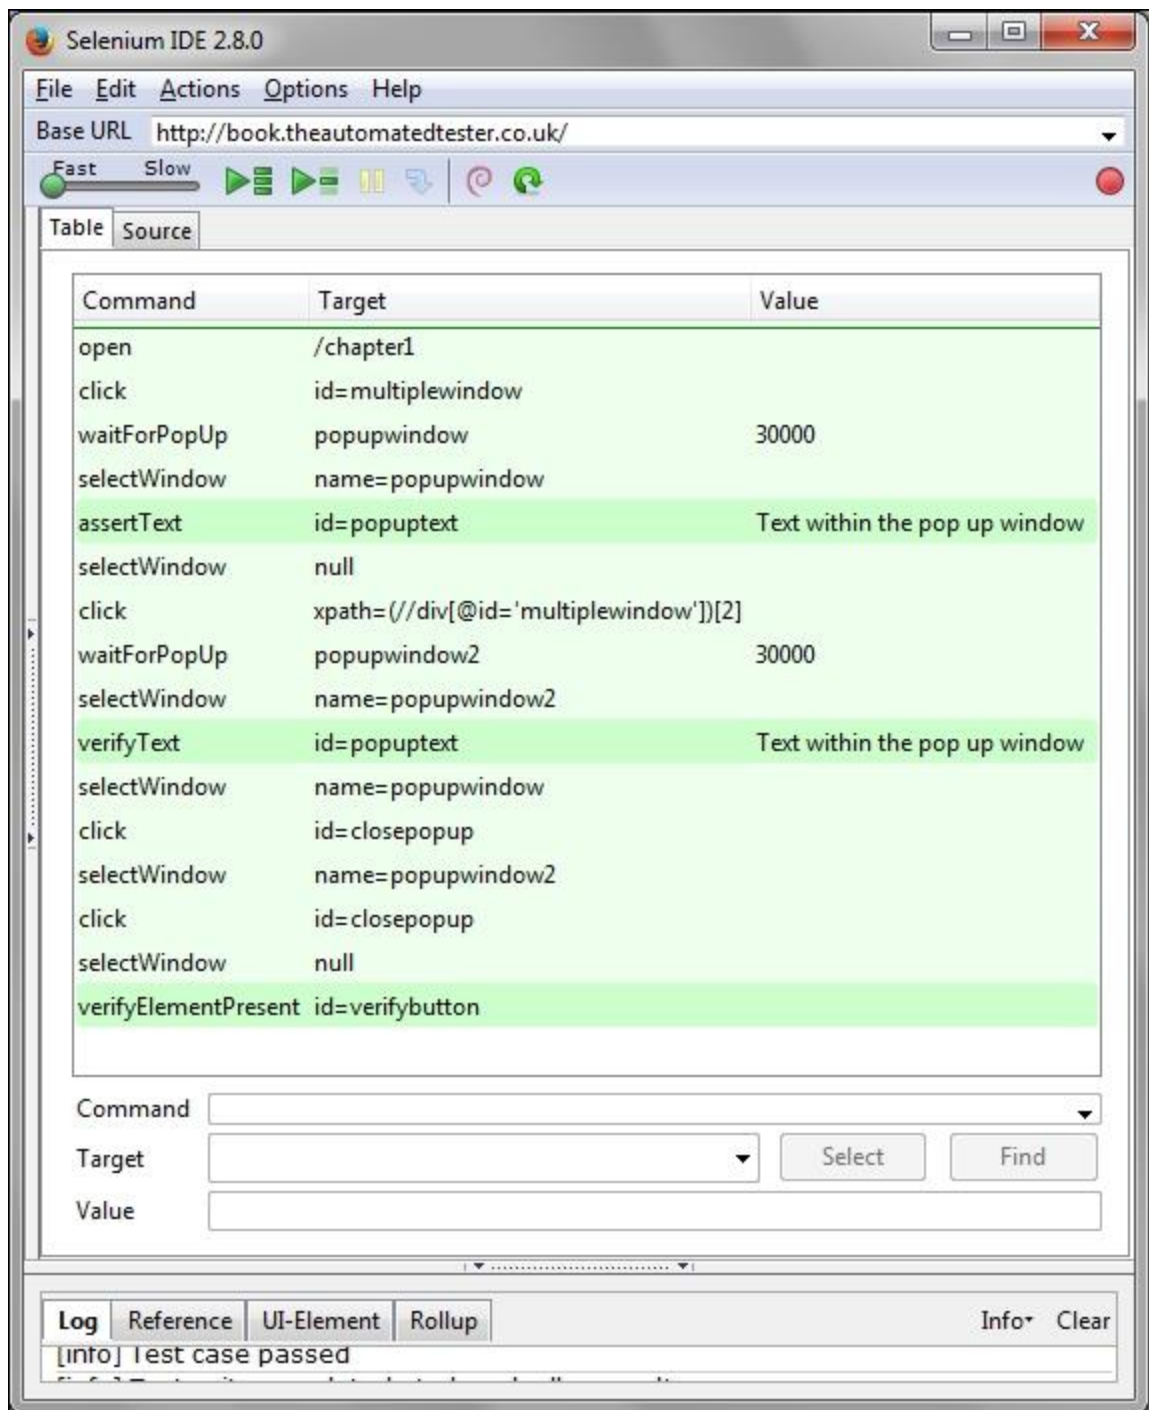 Selenium IDE 2.8.0
File Edit Actions Options Help
Base URL http://book.theautomatedtester.co.uk/
Fast Slow
Table Source
Command Target Value
open /chapter1
click id=multiplewindow
waitForPopUp popupwindow 30000
selectWindow name=popupwindow
assertText id=popuptext Text within the pop up window
selectWindow null
click xpath=(//div[@id='multiplewindow'])[2]
waitForPopUp popupwindow2 30000
selectWindow name=popupwindow2
verifyText id=popuptext Text within the pop up window
selectWindow name=popupwindow
click id=closepopup
selectWindow name=popupwindow2
click id=closepopup
selectWindow null
verifyElementPresent id=verifybutton
Command
Target Select Find
Value
Log Reference UI-Element Rollup Info Clear
[info] Test case passed